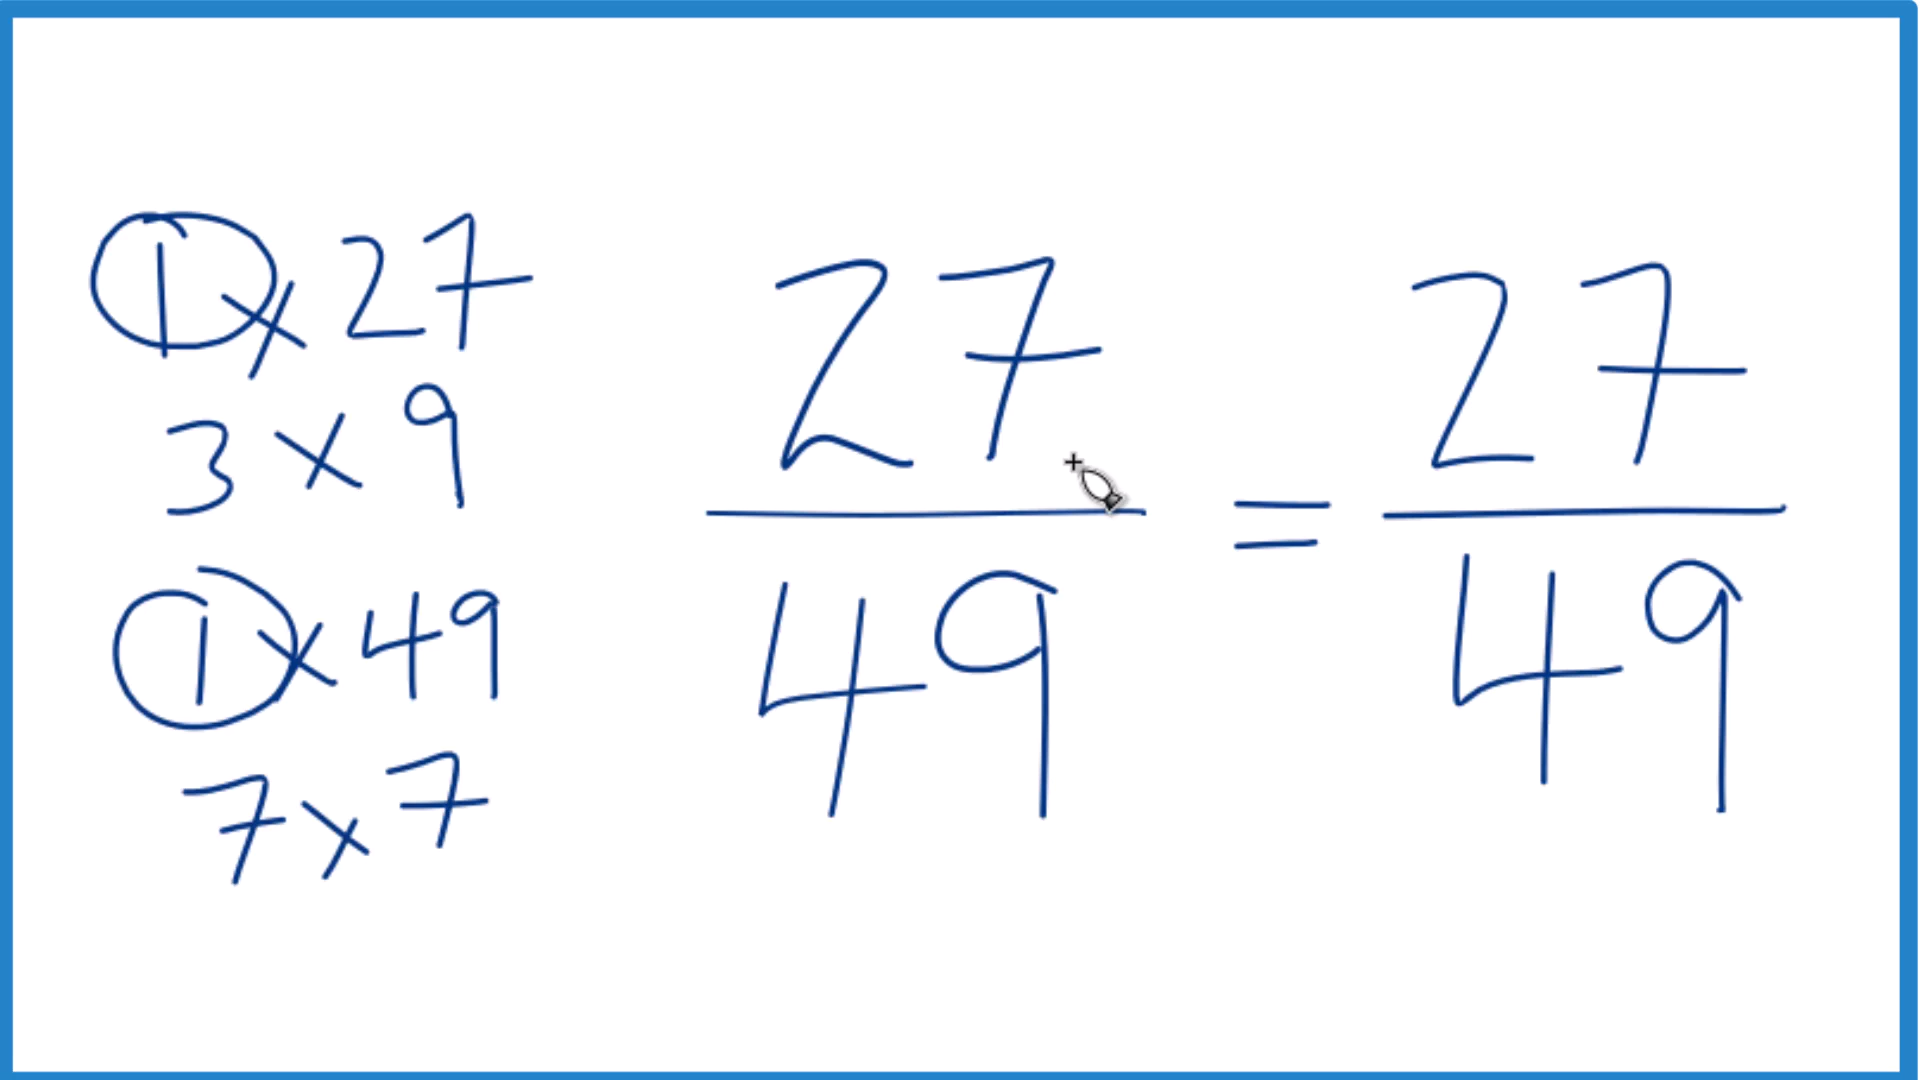 1 × 27
3 × 9
1 × 49
7 × 7
27/49 = 27/49